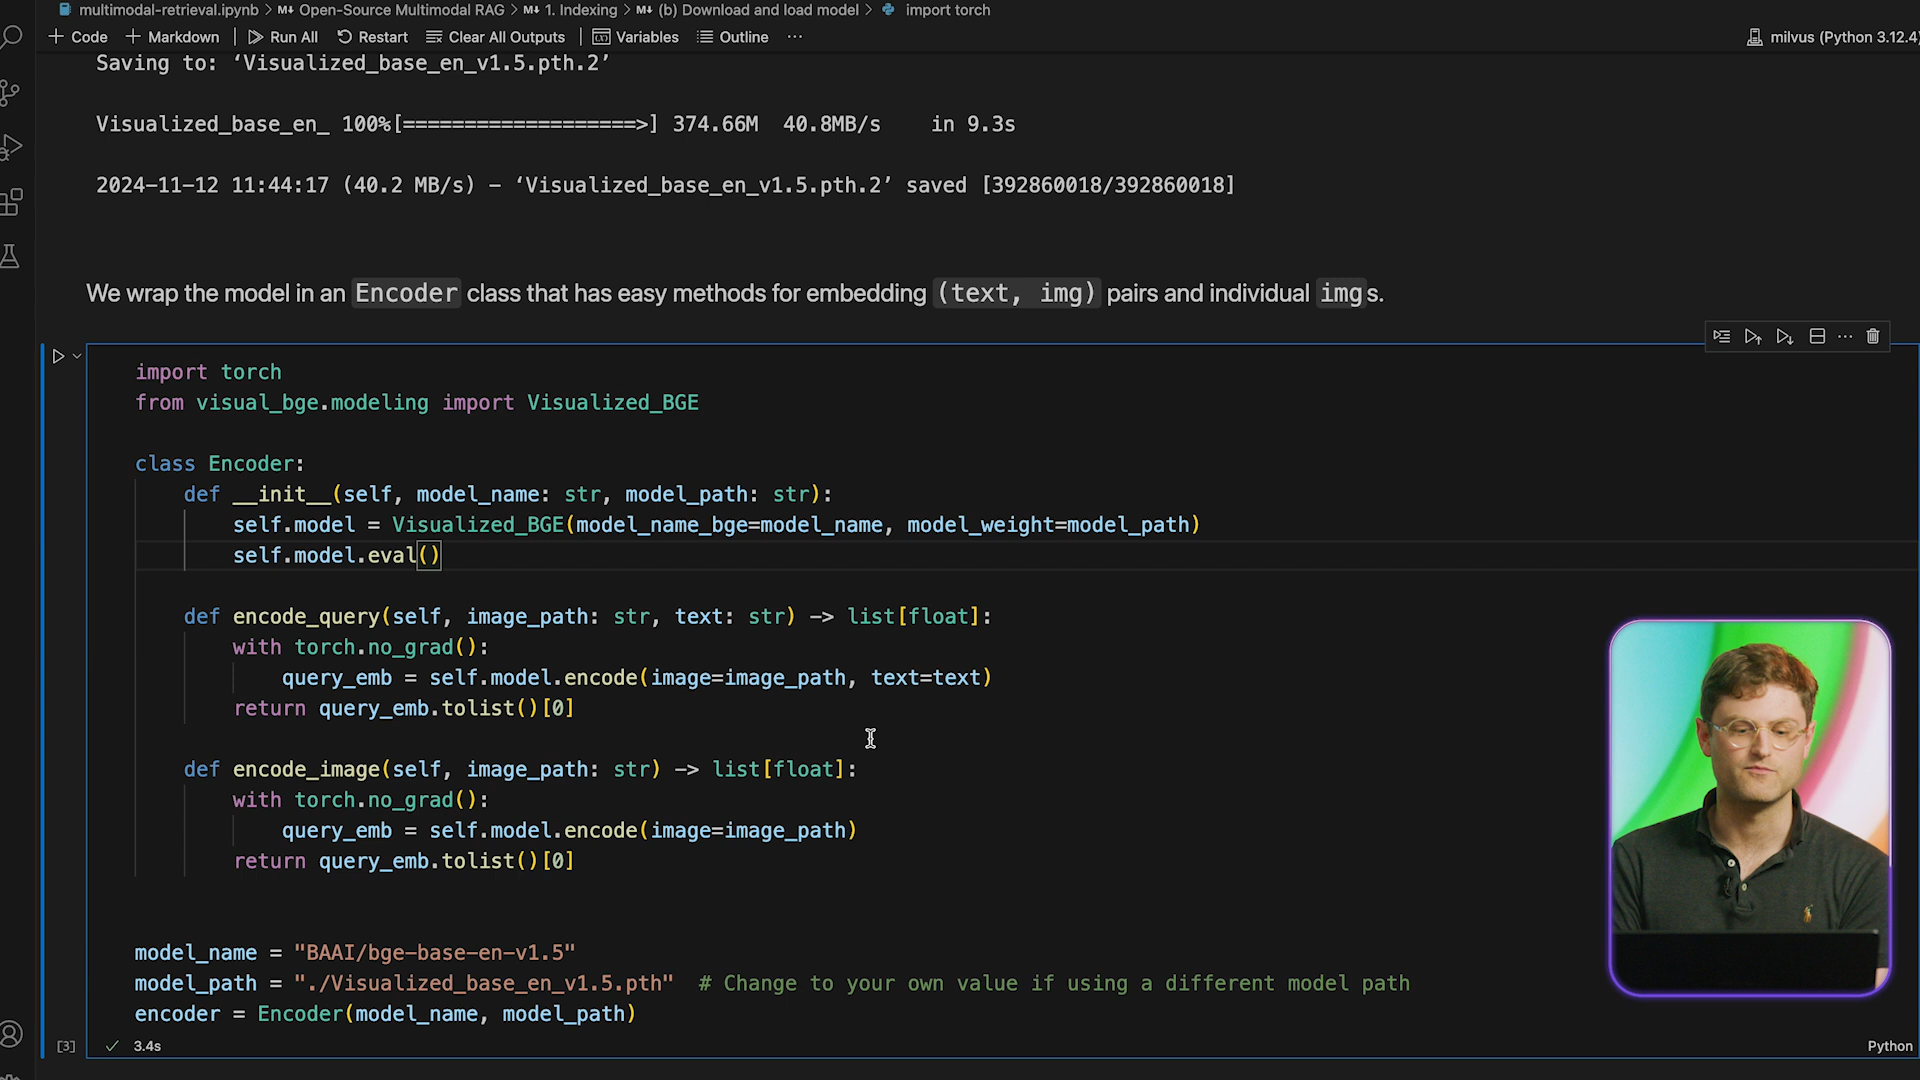 multimodal-retrieval.ipynb > M↓ Open-Source Multimodal RAG > M↓ 1. Indexing > M↓ (b) Download and load model > import torch
+ Code + Markdown | Run All Restart Clear All Outputs | Variables Outline ···
milvus (Python 3.12.4)
Saving to: ‘Visualized_base_en_v1.5.pth.2’
Visualized_base_en_ 100%[===================>] 374.66M 40.8MB/s in 9.3s
2024-11-12 11:44:17 (40.2 MB/s) - ‘Visualized_base_en_v1.5.pth.2’ saved [392860018/392860018]
We wrap the model in an Encoder class that has easy methods for embedding (text, img) pairs and individual imgs.
import torch
from visual_bge.modeling import Visualized_BGE
class Encoder:
def __init__(self, model_name: str, model_path: str):
self.model = Visualized_BGE(model_name_bge=model_name, model_weight=model_path)
self.model.eval()
def encode_query(self, image_path: str, text: str) -> list[float]:
with torch.no_grad():
query_emb = self.model.encode(image=image_path, text=text)
return query_emb.tolist()[0]
def encode_image(self, image_path: str) -> list[float]:
with torch.no_grad():
query_emb = self.model.encode(image=image_path)
return query_emb.tolist()[0]
model_name = "BAAI/bge-base-en-v1.5"
model_path = "./Visualized_base_en_v1.5.pth" # Change to your own value if using a different model path
encoder = Encoder(model_name, model_path)
[3] ✓ 3.4s
Python